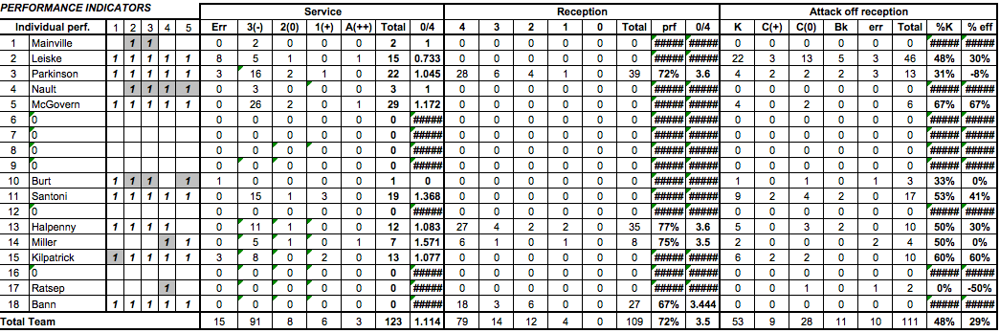 PERFORMANCE INDICATORS Service Reception Attack off reception
Individual perf. 1 2 3 4 5 Err 3(-) 2(0) 1(+) A(++) Total 0/4 4 3 2 1 0 Total prf 0/4 K C(+) C(0) Bk err Total %K % eff
1 Mainville 1 1 0 2 0 0 0 2 1 0 0 0 0 0 0 ##### ##### 0 0 0 0 0 0 ##### #####
2 Leiske 1 1 1 1 1 8 5 1 0 1 15 0.733 0 0 0 0 0 0 ##### ##### 22 3 13 5 3 46 48% 30%
3 Parkinson 1 1 1 1 1 3 16 2 1 0 22 1.045 28 6 4 1 0 39 72% 3.6 4 2 2 2 3 13 31% -8%
4 Nault 1 1 1 1 0 3 0 0 0 3 1 0 0 0 0 0 0 ##### ##### 0 0 0 0 0 0 ##### #####
5 McGovern 1 1 1 1 1 0 26 2 0 1 29 1.172 0 0 0 0 0 0 ##### ##### 4 0 2 0 0 6 67% 67%
6 0 0 0 0 0 0 0 ##### 0 0 0 0 0 0 ##### ##### 0 0 0 0 0 0 ##### #####
7 0 0 0 0 0 0 0 ##### 0 0 0 0 0 0 ##### ##### 0 0 0 0 0 0 ##### #####
8 0 0 0 0 0 0 0 ##### 0 0 0 0 0 0 ##### ##### 0 0 0 0 0 0 ##### #####
9 0 0 0 0 0 0 0 ##### 0 0 0 0 0 0 ##### ##### 0 0 0 0 0 0 ##### #####
10 Burt 1 1 1 1 1 0 0 0 0 1 0 0 0 0 0 0 0 ##### ##### 1 0 1 0 1 3 33% 0%
11 Santoni 1 1 1 1 1 0 15 1 3 0 19 1.368 0 0 0 0 0 0 ##### ##### 9 2 4 2 0 17 53% 41%
12 0 0 0 0 0 0 0 ##### 0 0 0 0 0 0 ##### ##### 0 0 0 0 0 0 ##### #####
13 Halpenny 1 1 1 1 0 11 1 0 0 12 1.083 27 4 2 2 0 35 77% 3.6 5 0 3 2 0 10 50% 30%
14 Miller 1 1 0 5 1 0 1 7 1.571 6 1 0 1 0 8 75% 3.5 2 0 0 0 2 4 50% 0%
15 Kilpatrick 1 1 1 1 1 3 8 0 2 0 13 1.077 0 0 0 0 0 0 ##### ##### 6 2 2 0 0 10 60% 60%
16 0 0 0 0 0 0 0 ##### 0 0 0 0 0 0 ##### ##### 0 0 0 0 0 0 ##### #####
17 Ratsep 1 0 0 0 0 0 0 ##### 0 0 0 0 0 0 ##### ##### 0 0 1 0 1 2 0% -50%
18 Bann 1 1 1 1 1 0 0 0 0 0 0 ##### 18 3 6 0 0 27 67% 3.444 0 0 0 0 0 0 ##### #####
Total Team 15 91 8 6 3 123 1.114 79 14 12 4 0 109 72% 3.5 53 9 28 11 10 111 48% 29%